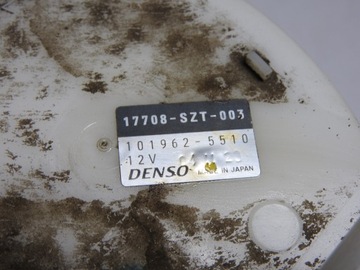 17708-SZT-003
101962-5510
12V
DENSO MADE IN JAPAN